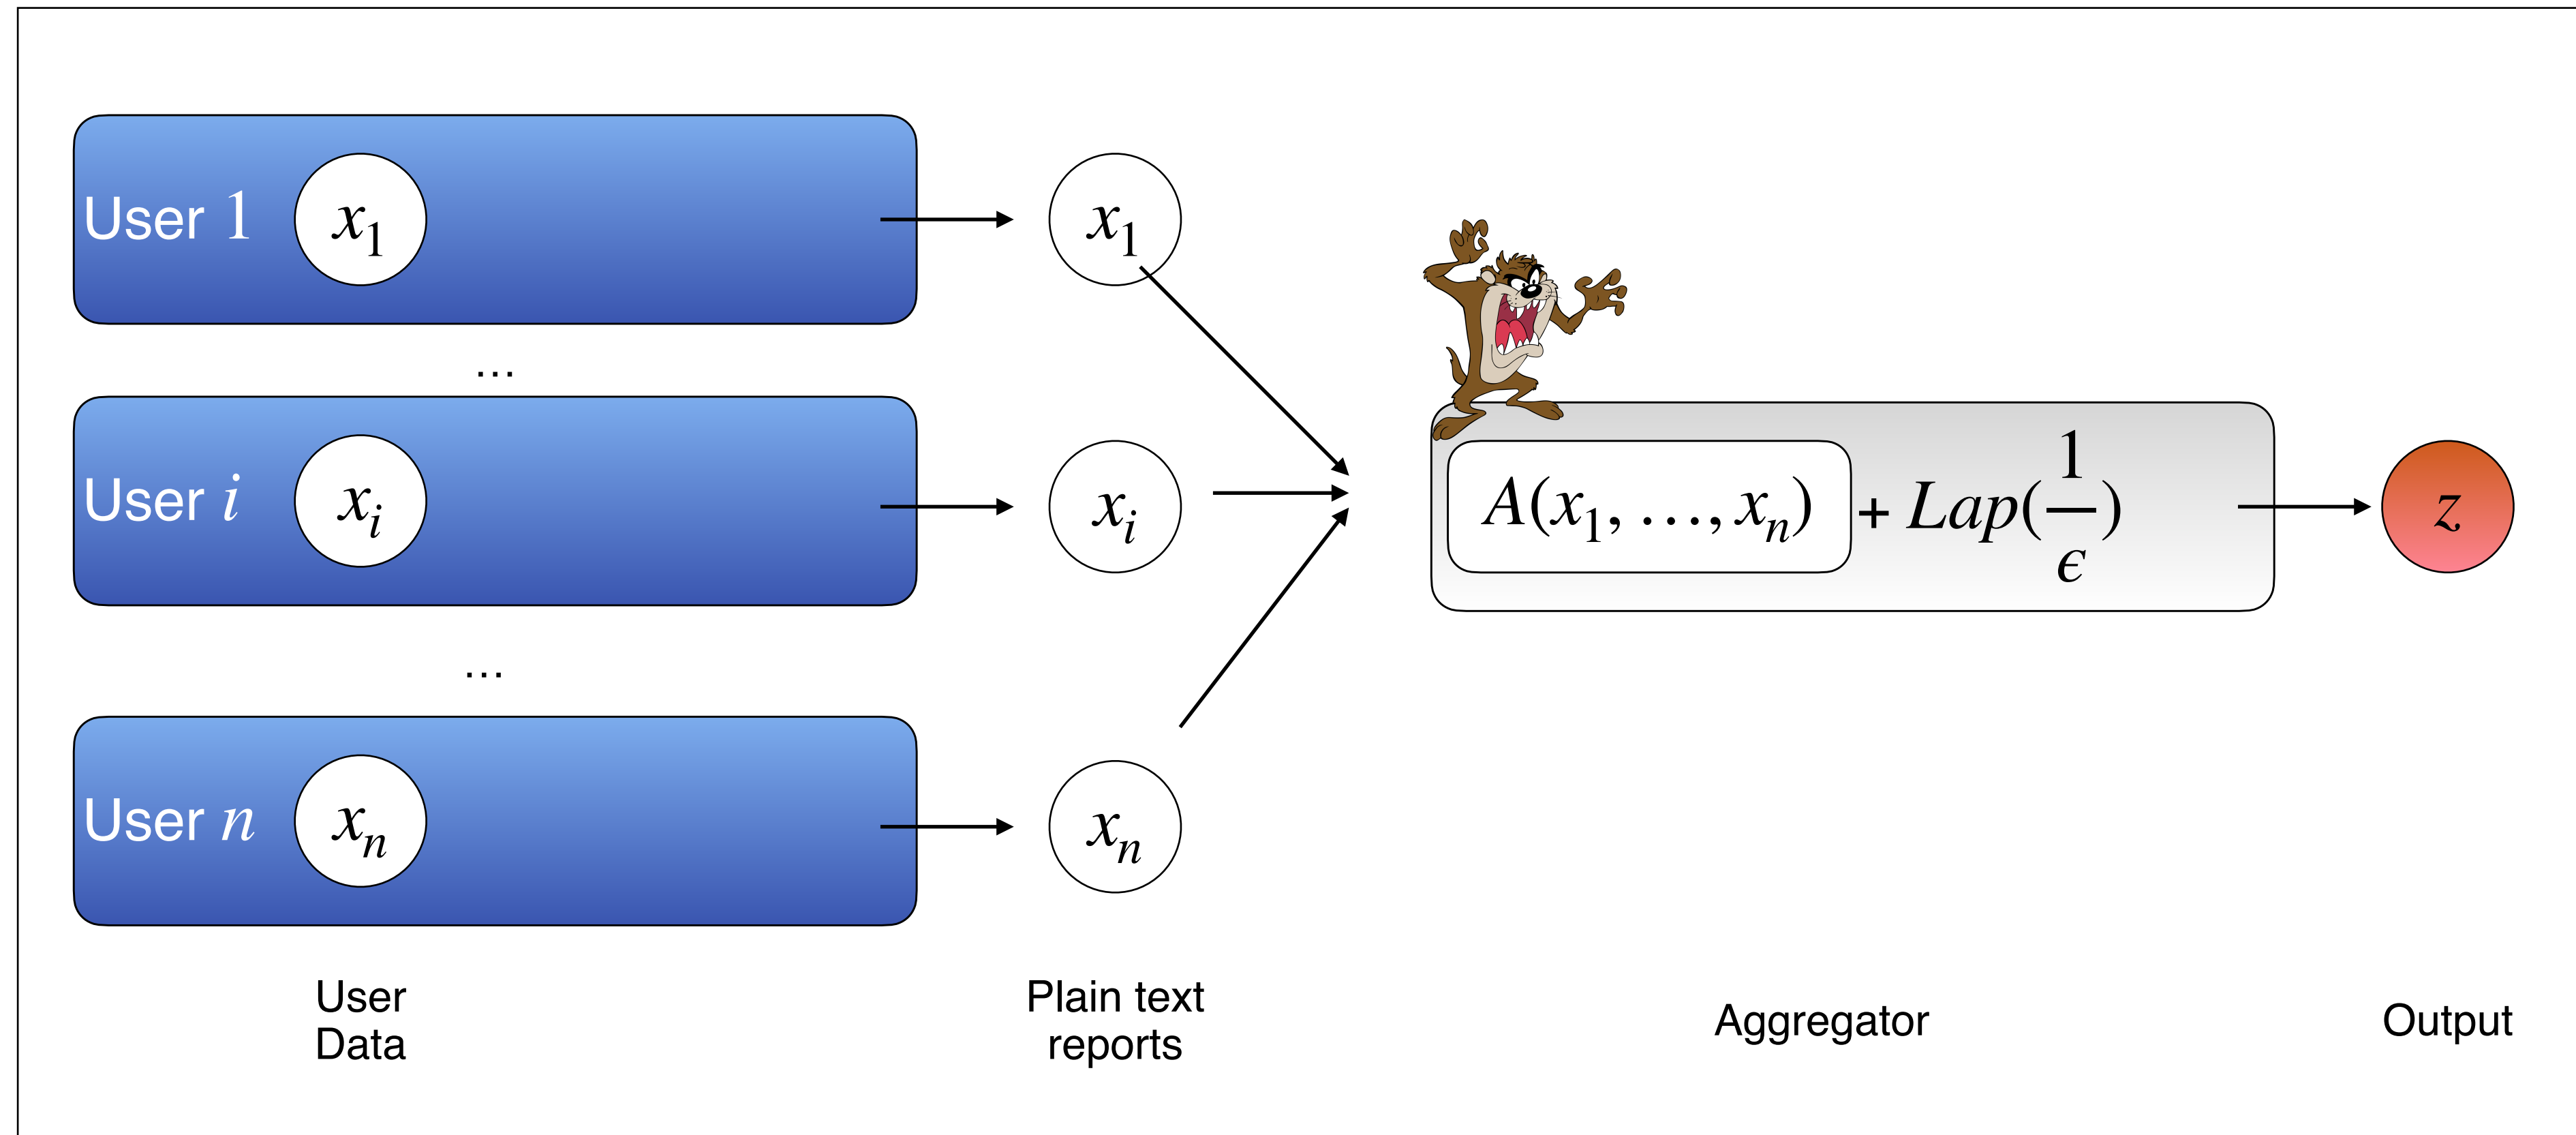 User 1 x₁ x₁
…
User i xᵢ xᵢ A(x₁, …, xₙ) + Lap(1/ϵ) z
…
User n xₙ xₙ
User
Data
Plain text
reports
Aggregator
Output